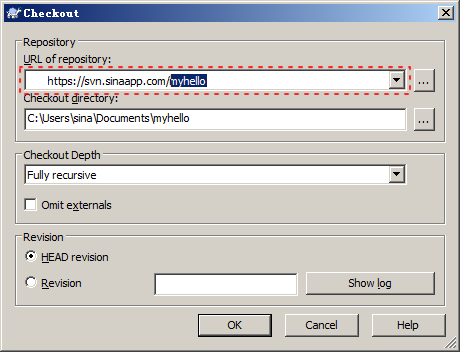 Checkout
Repository
URL of repository:
https://svn.sinaapp.com/myhello
...
Checkout directory:
C:\Users\sina\Documents\myhello
...
Checkout Depth
Fully recursive
Omit externals
Revision
HEAD revision
Revision
Show log
OK
Cancel
Help